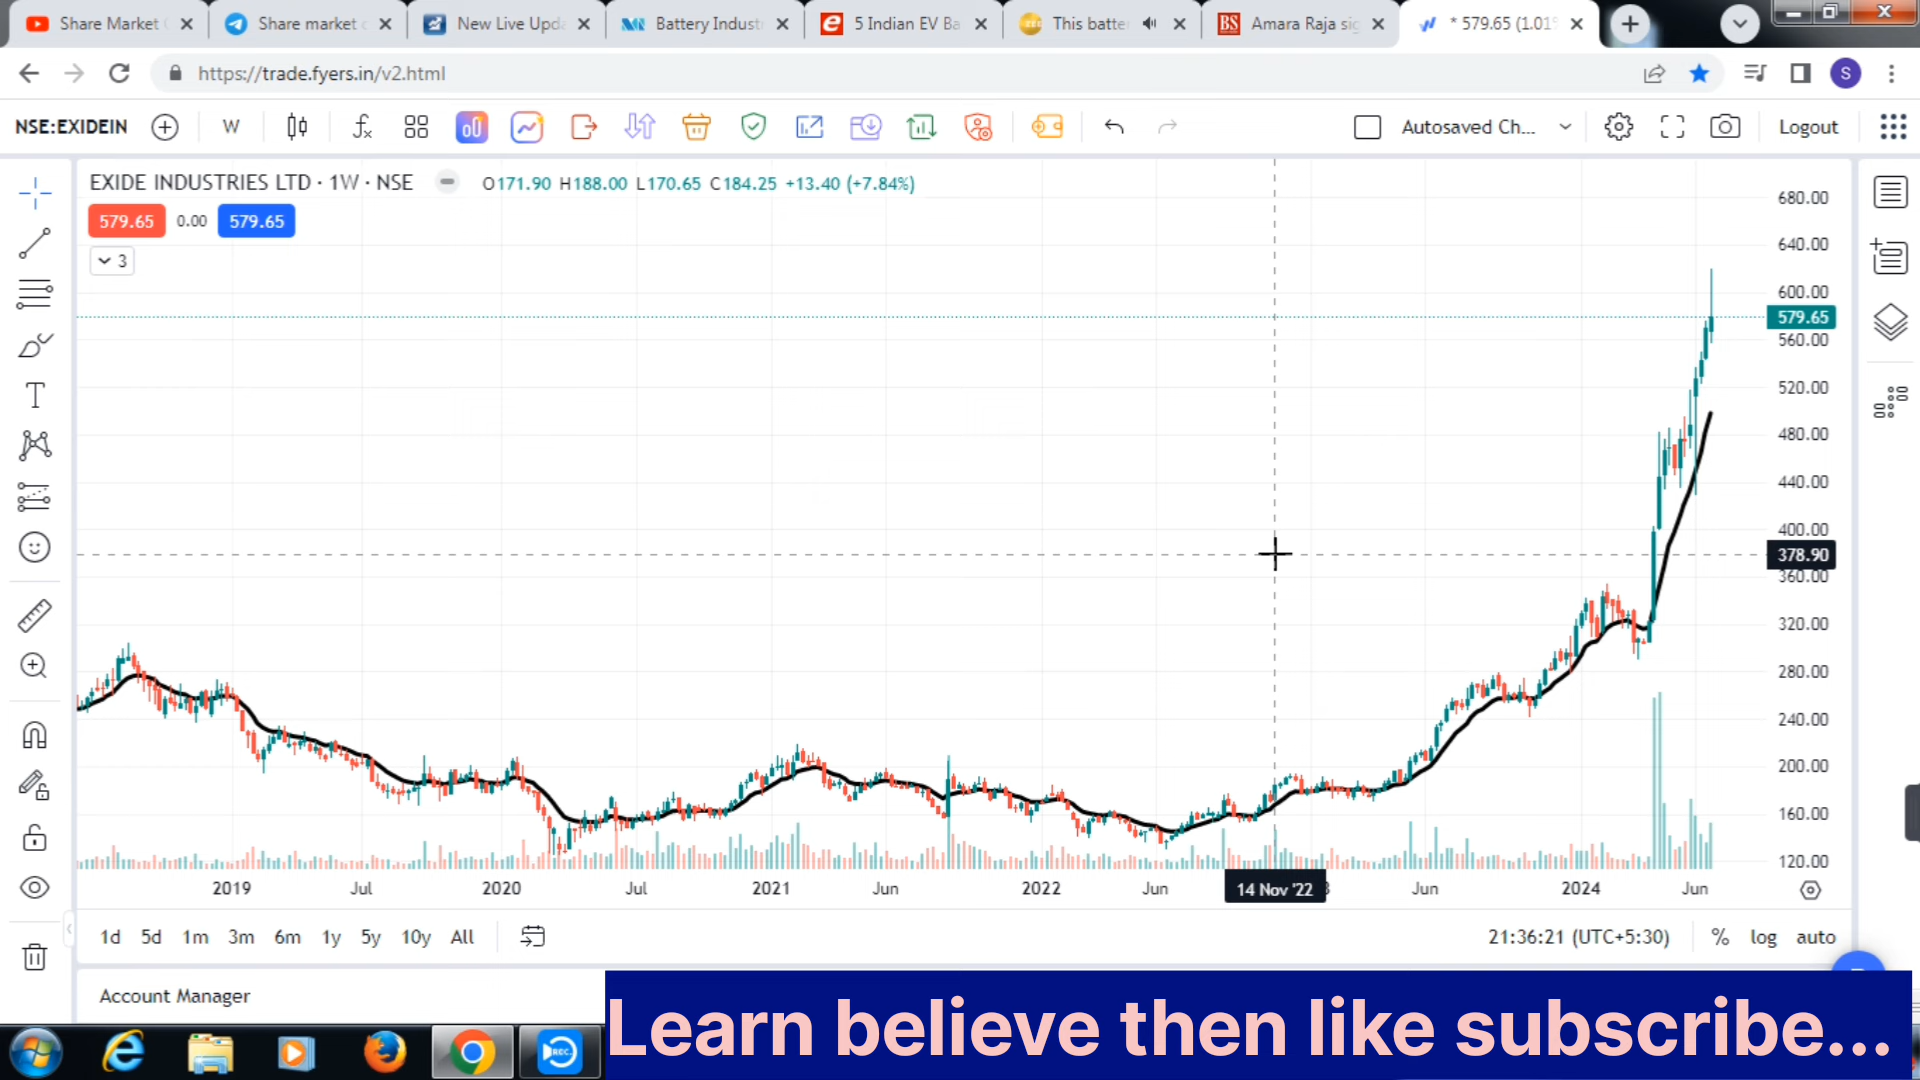 Share Market
Share market
New Live Upda
Battery Indust
5 Indian EV Ba
This batte
BS
Amara Raja sig
* 579.65 (1.01%
https://trade.fyers.in/v2.html
S
NSE:EXIDEIN
W
Autosaved Ch...
Logout
EXIDE INDUSTRIES LTD · 1W · NSE
O171.90 H188.00 L170.65 C184.25 +13.40 (+7.84%)
579.65
0.00
579.65
3
680.00
640.00
600.00
579.65
560.00
520.00
480.00
440.00
400.00
378.90
360.00
320.00
280.00
240.00
200.00
160.00
120.00
2019
Jul
2020
Jul
2021
Jun
2022
Jun
14 Nov '22
Jun
2024
Jun
1d
5d
1m
3m
6m
1y
5y
10y
All
21:36:21 (UTC+5:30)
%
log
auto
Account Manager
REC
Learn believe then like subscribe...